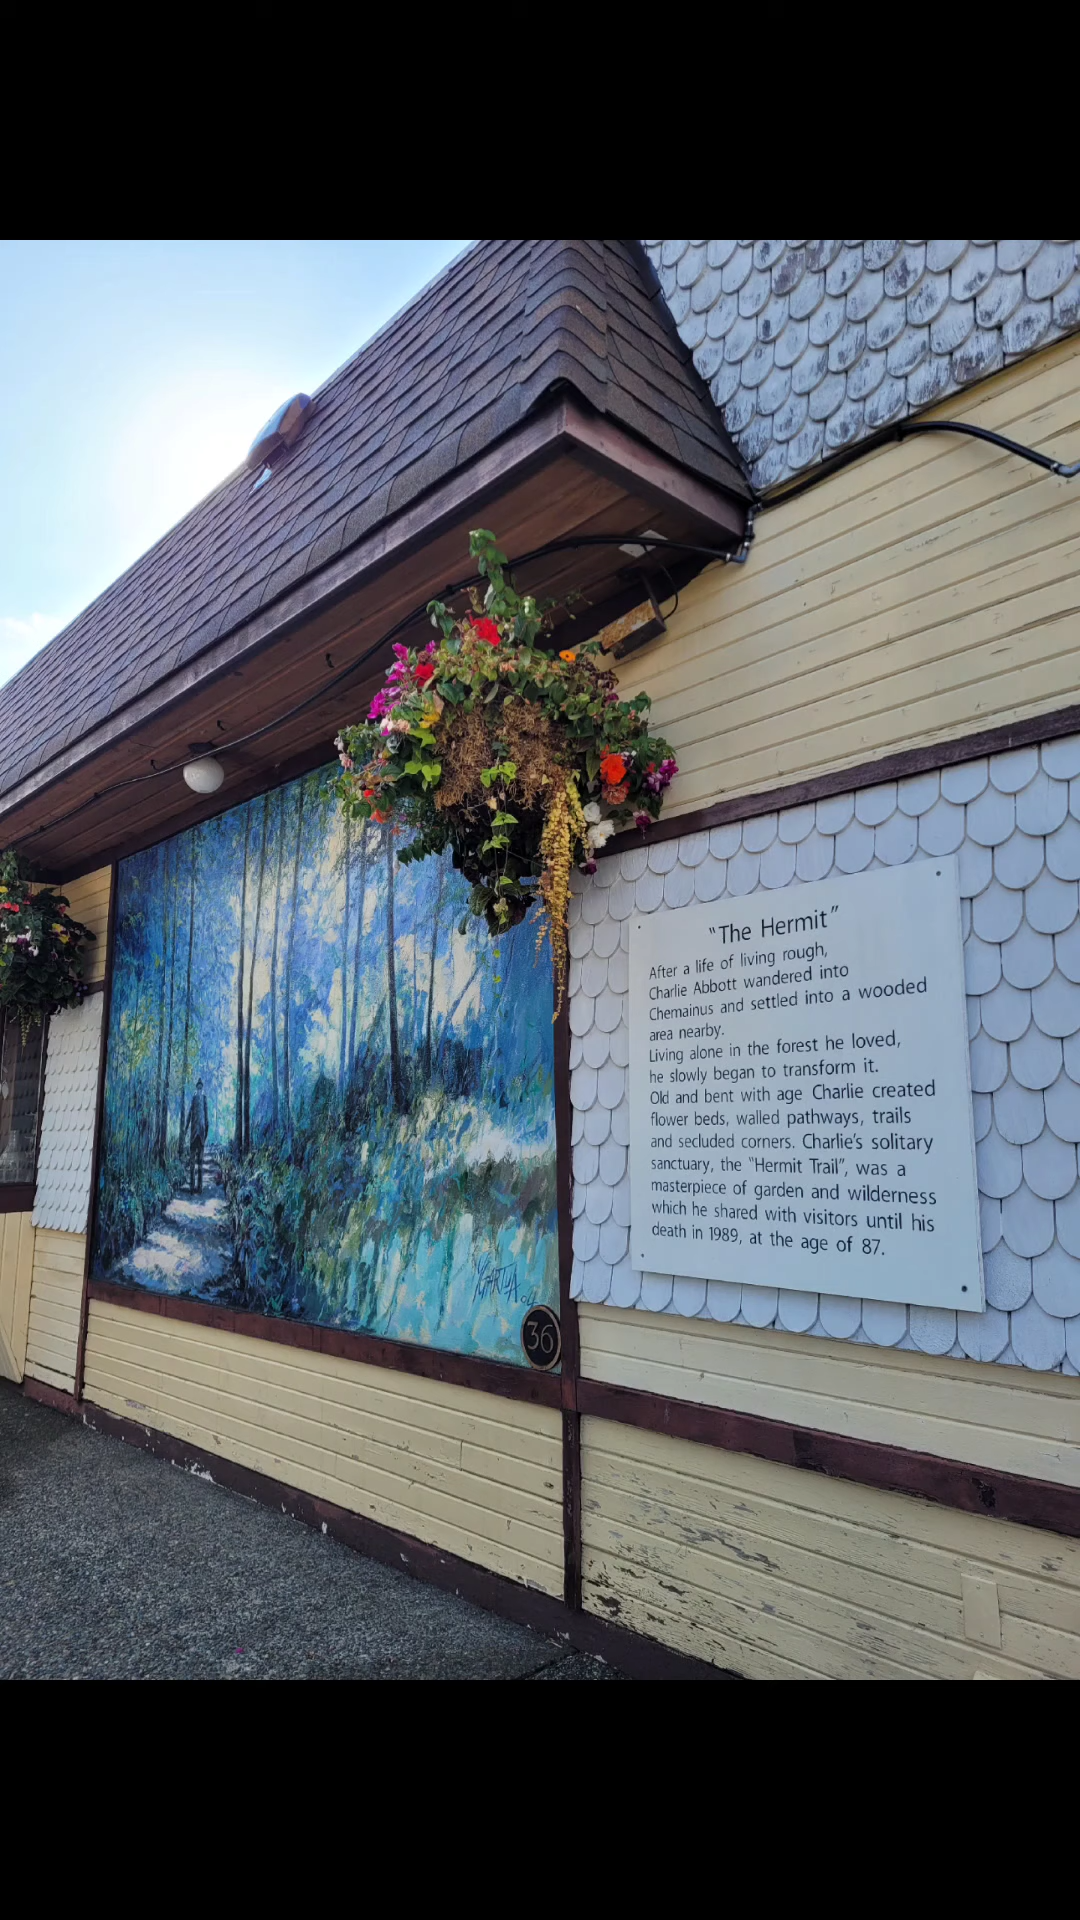 "The Hermit"
After a life of living rough,
Charlie Abbott wandered into
Chemainus and settled into a wooded
area nearby.
Living alone in the forest he loved,
he slowly began to transform it.
Old and bent with age Charlie created
flower beds, walled pathways, trails
and secluded corners. Charlie's solitary
sanctuary, the "Hermit Trail", was a
masterpiece of garden and wilderness
which he shared with visitors until his
death in 1989, at the age of 87.
36